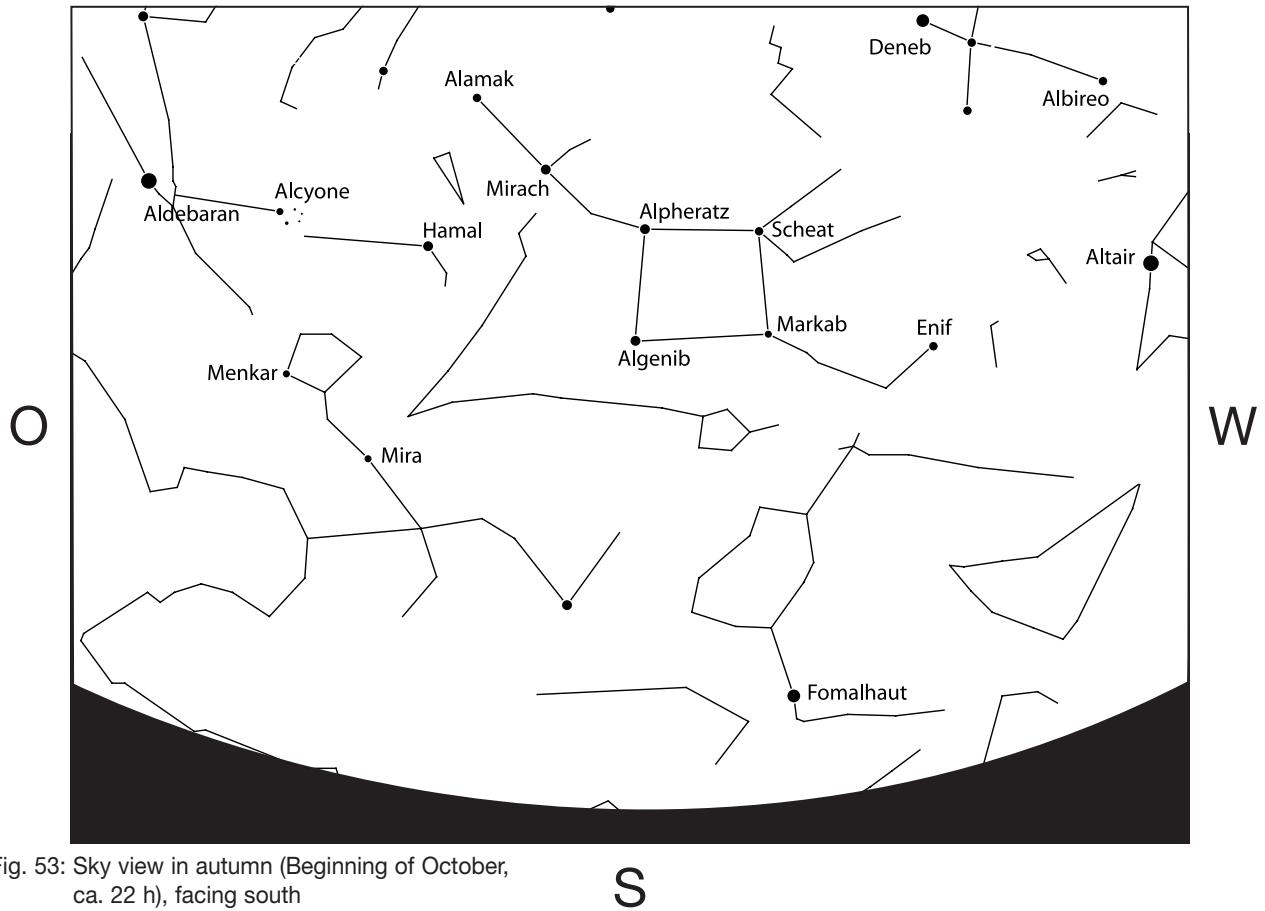 Deneb
Alamak
Albireo
Mirach
Alcyone
Aldebaran
Alpheratz
Hamal
Scheat
Altair
Markab
Enif
Algenib
Menkar
O
W
Mira
Fomalhaut
ig. 53: Sky view in autumn (Beginning of October,
ca. 22 h), facing south
S